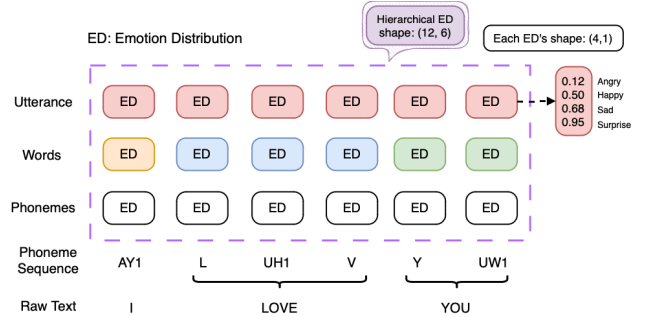 Hierarchical ED
shape: (12, 6)
ED: Emotion Distribution
Each ED's shape: (4,1)
Utterance ED ED ED ED ED ED
0.12 Angry
0.50 Happy
0.68 Sad
0.95 Surprise
Words ED ED ED ED ED ED
Phonemes ED ED ED ED ED ED
Phoneme
Sequence
AY1 L UH1 V Y UW1
Raw Text I LOVE YOU